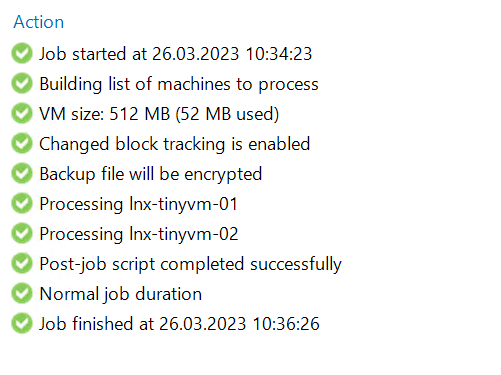 Action
Job started at 26.03.2023 10:34:23
Building list of machines to process
VM size: 512 MB (52 MB used)
Changed block tracking is enabled
Backup file will be encrypted
Processing lnx-tinyvm-01
Processing lnx-tinyvm-02
Post-job script completed successfully
Normal job duration
Job finished at 26.03.2023 10:36:26